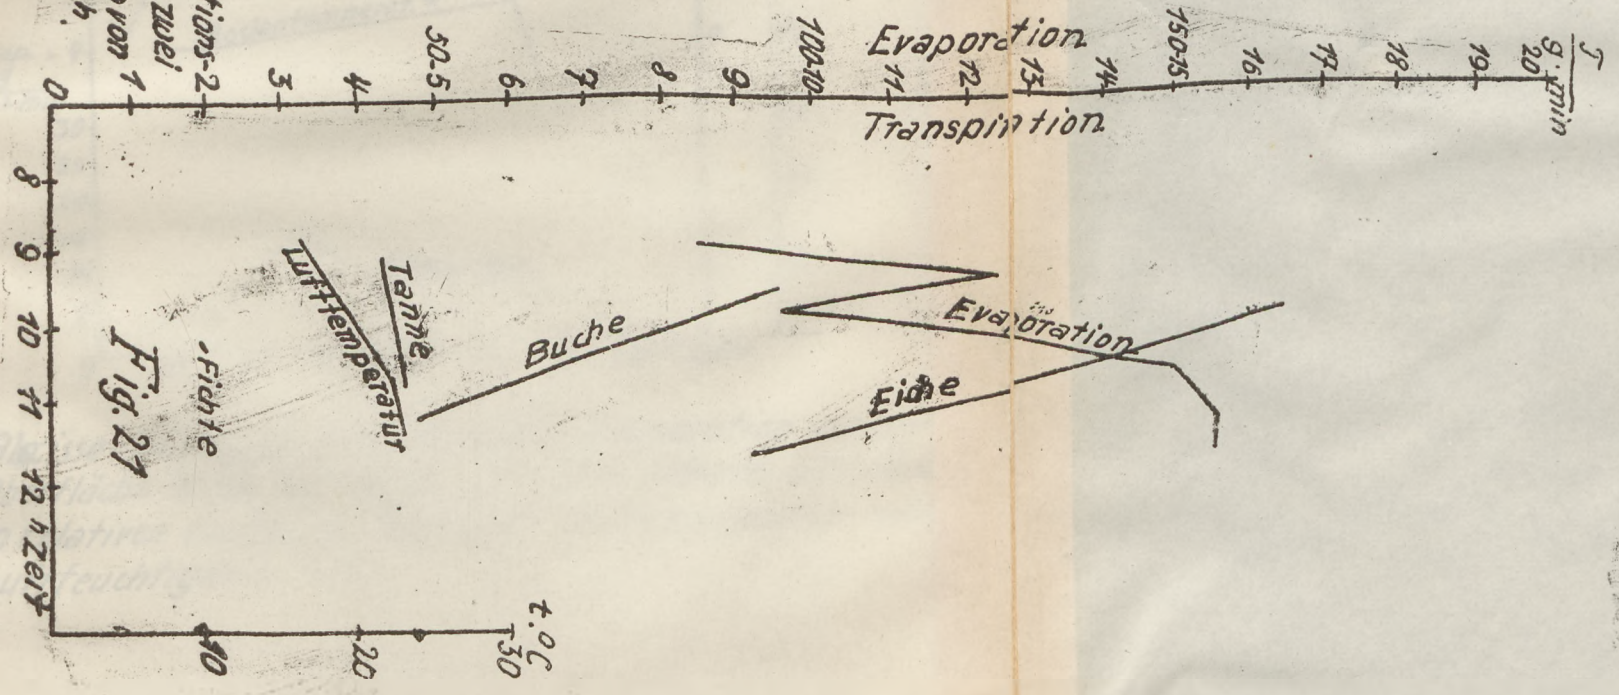 tions-
zwei
von
h.
Evaporation
Transpirtion
0
1
2
3
4
50-5
6
7
8
9
100-10
11
12
13
14
150-15
16
17
18
19
20
g·min
8
9
10
11
12 h Zeit
10
20
30
t.°C
Lufttemperatur
Tanne
Buche
Evaporation
Eiche
Fichte
Fig. 21